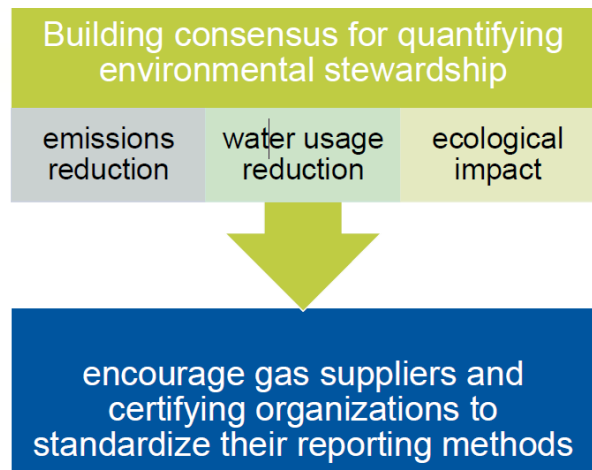 Building consensus for quantifying
environmental stewardship
emissions
reduction
water usage
reduction
ecological
impact
encourage gas suppliers and
certifying organizations to
standardize their reporting methods